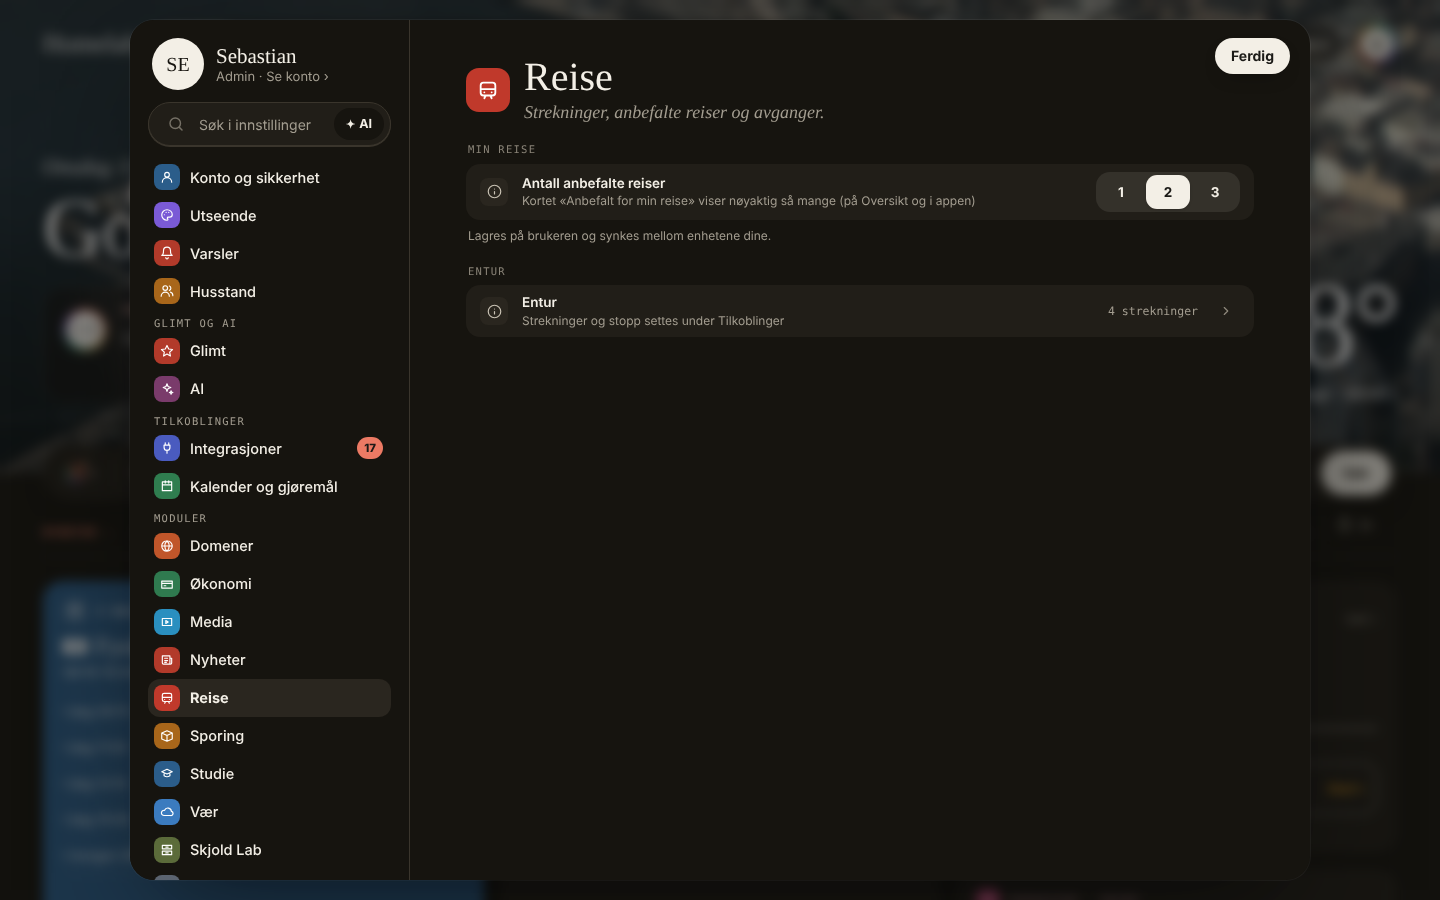 SE
Sebastian
Admin · Se konto ›
Søk i innstillinger
✦ AI
Konto og sikkerhet
Utseende
Varsler
Husstand
GLIMT OG AI
Glimt
AI
TILKOBLINGER
Integrasjoner
17
Kalender og gjøremål
MODULER
Domener
Økonomi
Media
Nyheter
Reise
Sporing
Studie
Vær
Skjold Lab
Ferdig
Reise
Strekninger, anbefalte reiser og avganger.
MIN REISE
Antall anbefalte reiser
Kortet «Anbefalt for min reise» viser nøyaktig så mange (på Oversikt og i appen)
1 2 3
Lagres på brukeren og synkes mellom enhetene dine.
ENTUR
Entur
Strekninger og stopp settes under Tilkoblinger
4 strekninger
8°